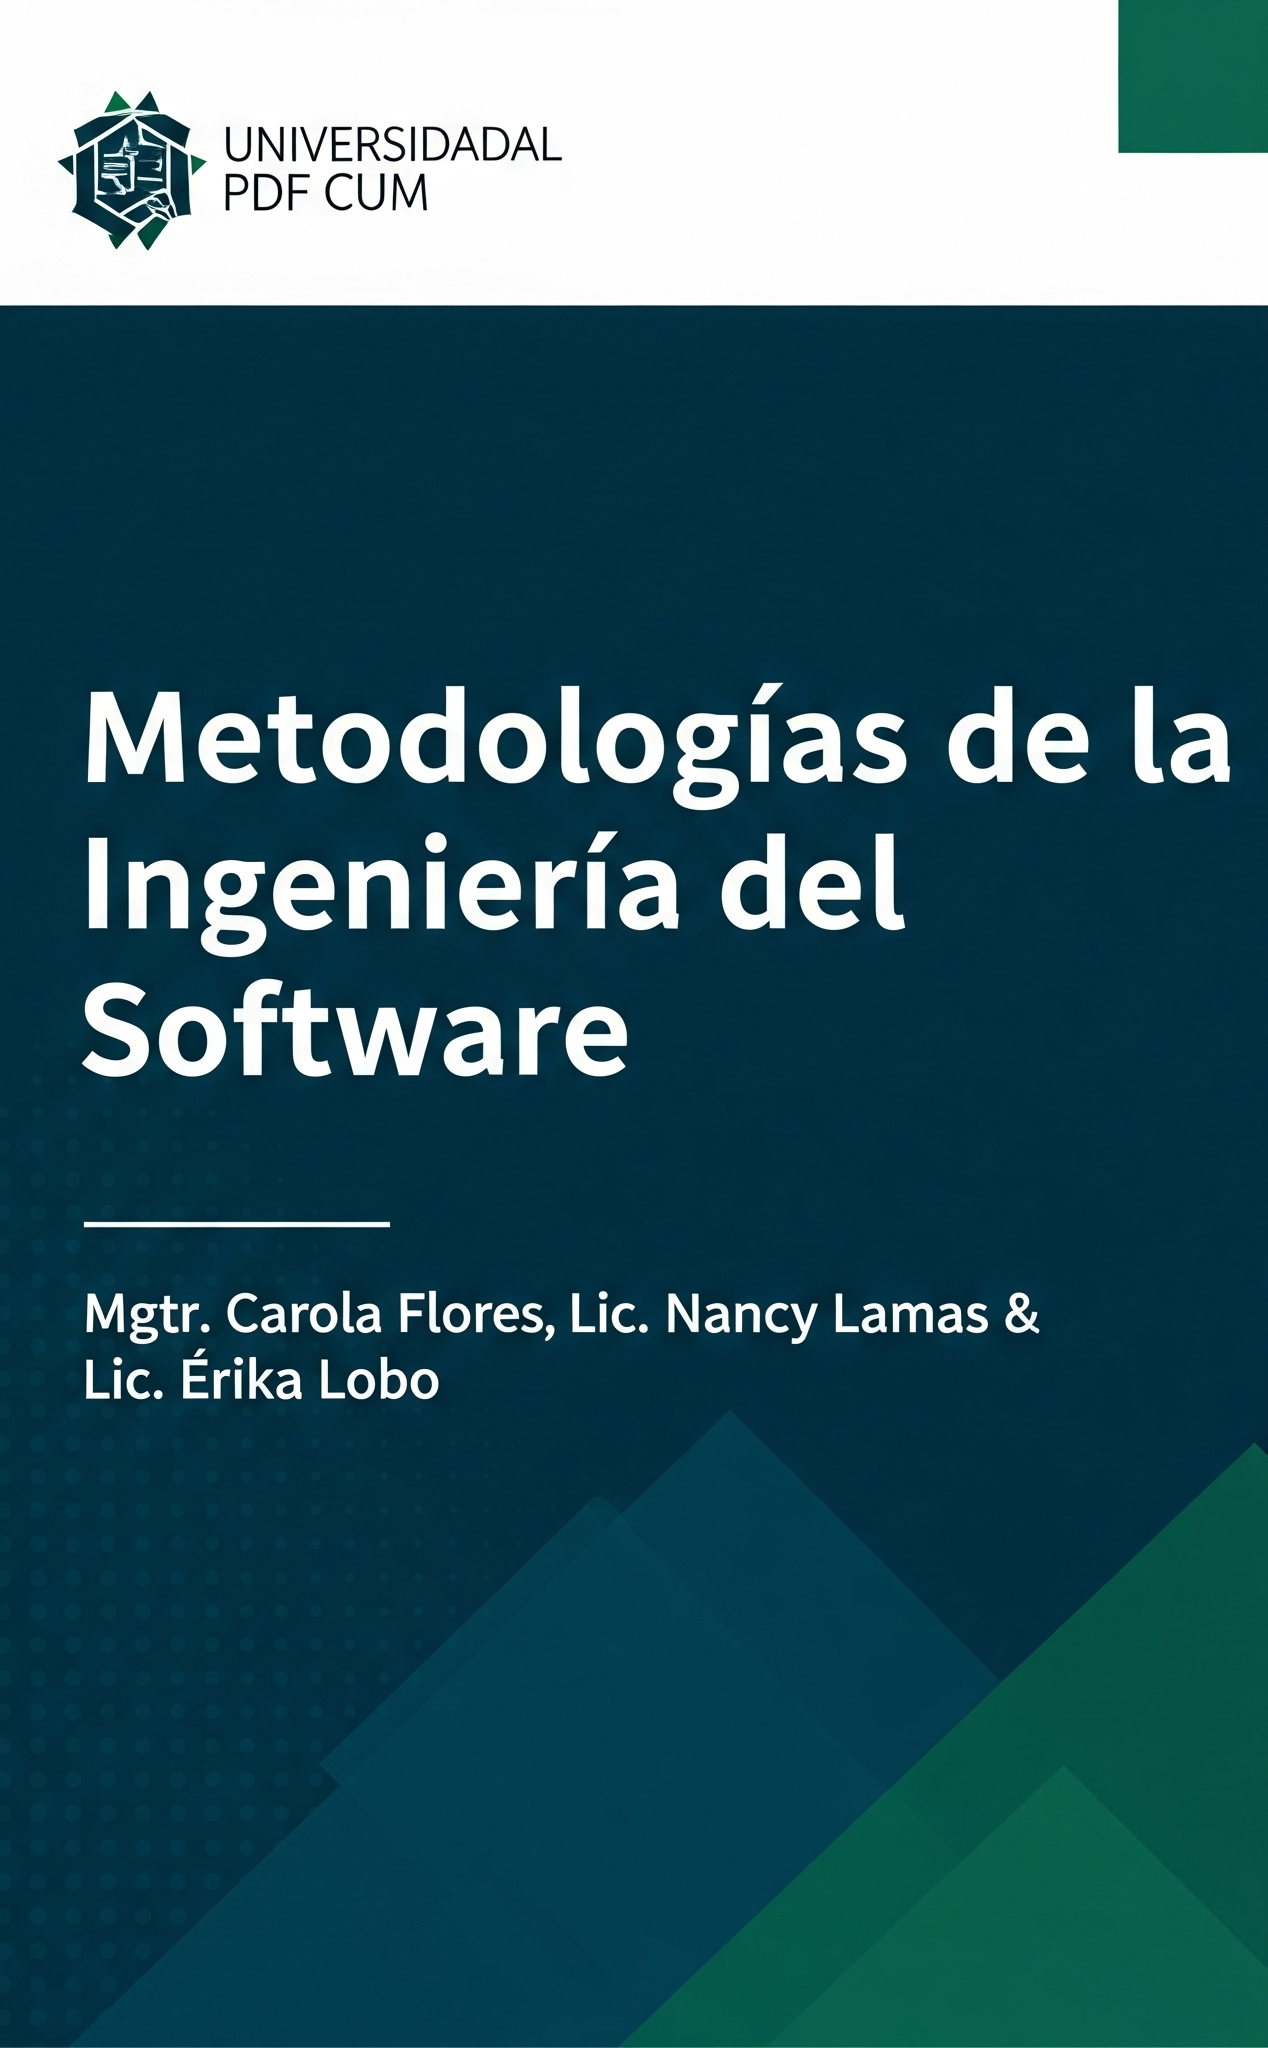 UNIVERSIDADAL
PDF CUM
Metodologías de la
Ingeniería del
Software
Mgtr. Carola Flores, Lic. Nancy Lamas &
Lic. Érika Lobo